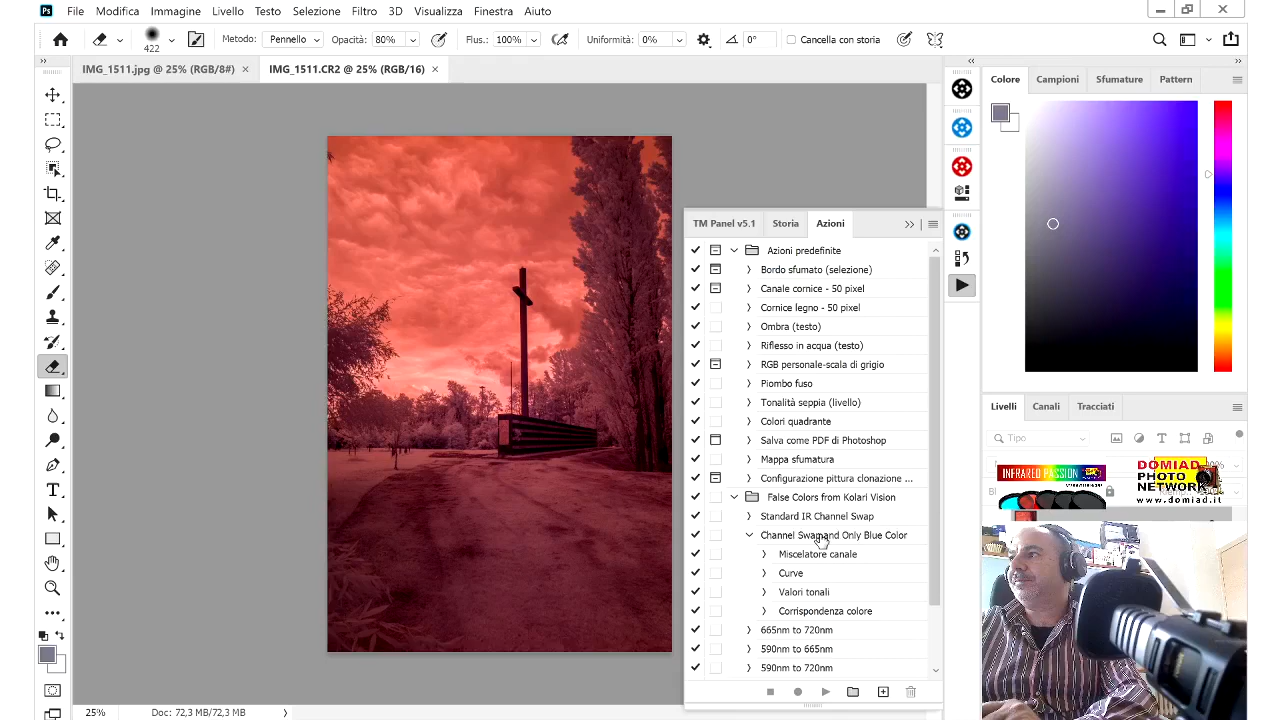 Ps File Modifica Immagine Livello Testo Selezione Filtro 3D Visualizza Finestra Aiuto
422 Metodo: Pennello Opacità: 80% Flus.: 100% Uniformità: 0% 0° Cancella con storia
IMG_1511.jpg @ 25% (RGB/8#) × IMG_1511.CR2 @ 25% (RGB/16) ×
Colore Campioni Sfumature Pattern
TM Panel v5.1 Storia Azioni
Azioni predefinite
Bordo sfumato (selezione)
Canale cornice - 50 pixel
Cornice legno - 50 pixel
Ombra (testo)
Riflesso in acqua (testo)
RGB personale-scala di grigio
Piombo fuso
Tonalità seppia (livello)
Colori quadrante
Salva come PDF di Photoshop
Mappa sfumatura
Configurazione pittura clonazione ...
False Colors from Kolari Vision
Standard IR Channel Swap
Channel Swap and Only Blue Color
Miscelatore canale
Curve
Valori tonali
Corrispondenza colore
665nm to 720nm
590nm to 665nm
590nm to 720nm
Livelli Canali Tracciati
Tipo
INFRARED PASSION
DOMIAD
PHOTO
NETWORK
www.domiad.it
25% Doc: 72,3 MB/72,3 MB